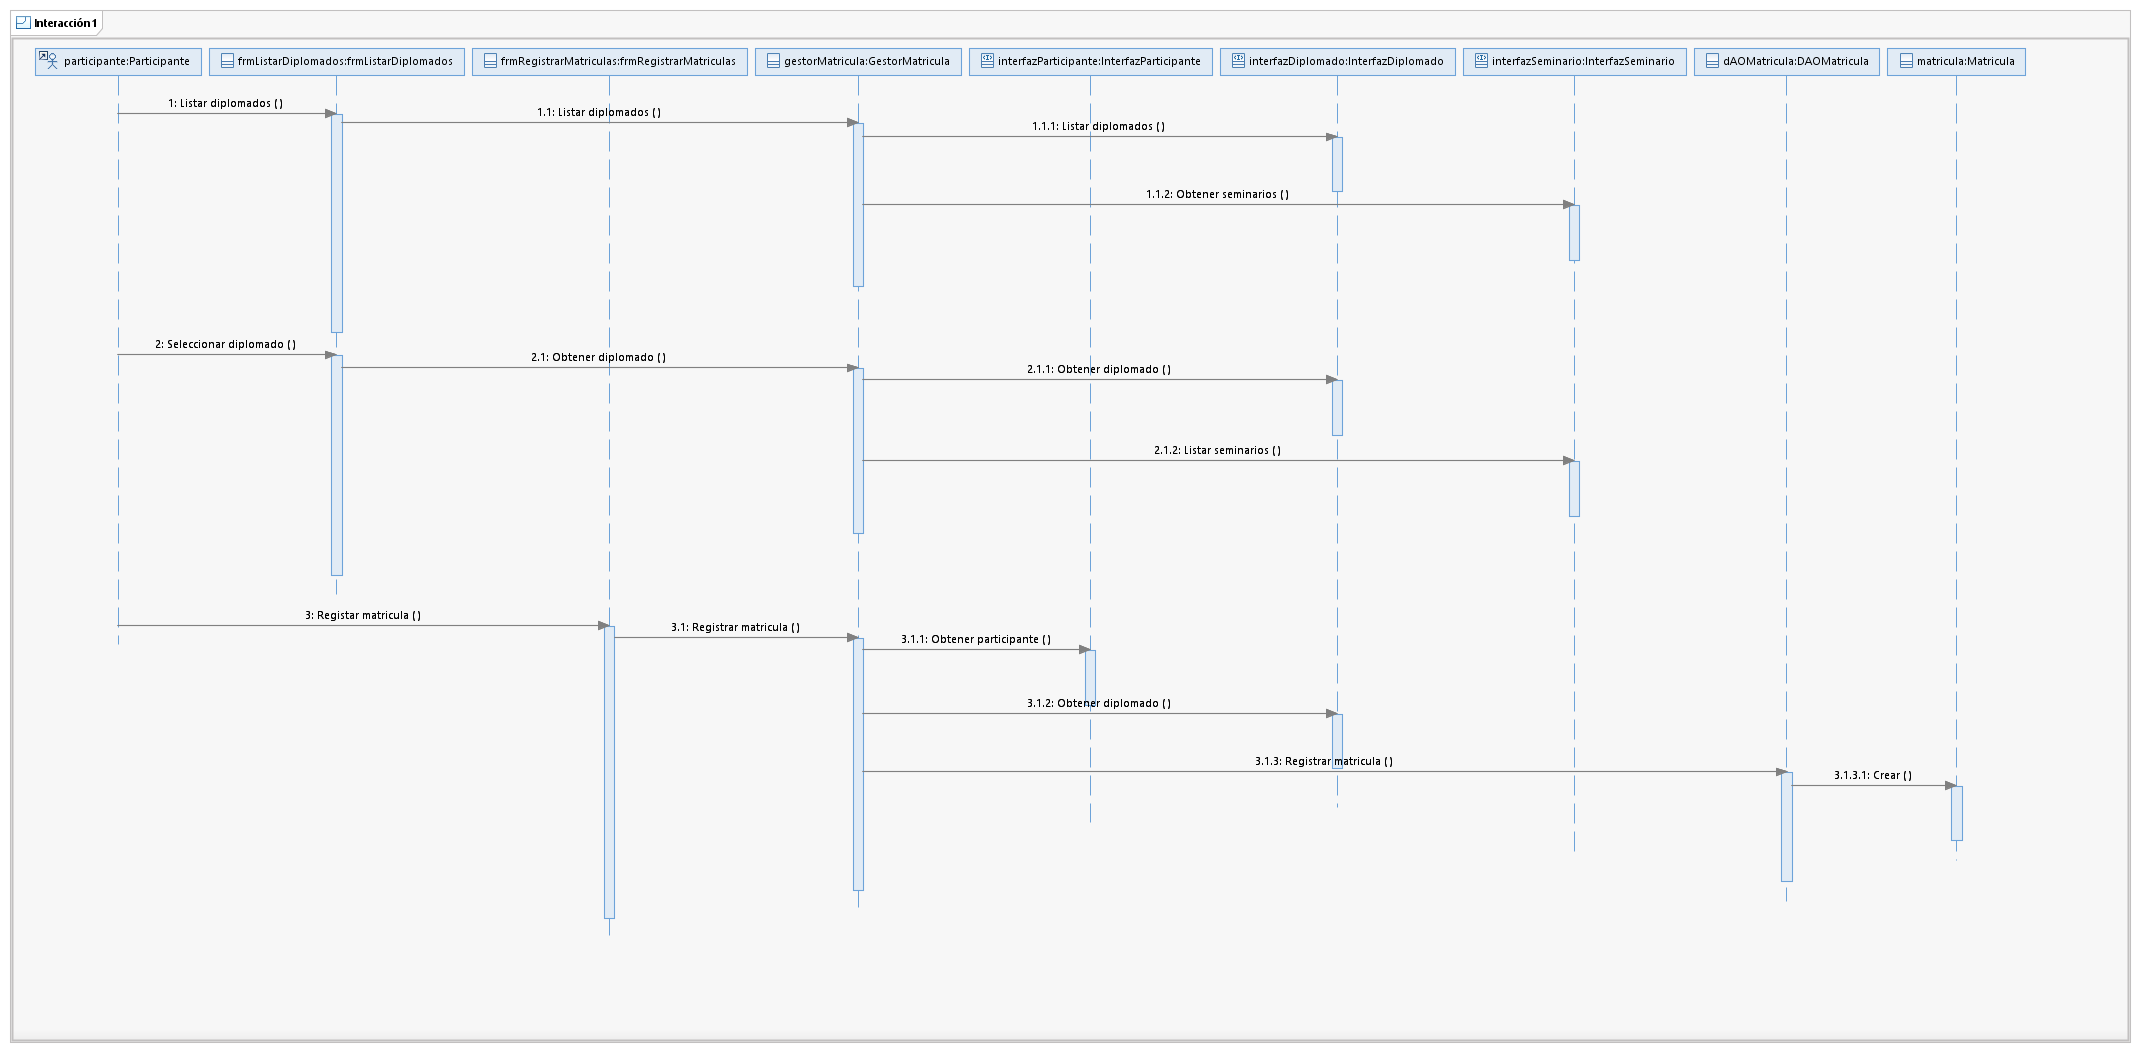 Interacción1
participante:Participante
frmListarDiplomados:frmListarDiplomados
frmRegistrarMatriculas:frmRegistrarMatriculas
gestorMatricula:GestorMatricula
interfazParticipante:InterfazParticipante
interfazDiplomado:InterfazDiplomado
interfazSeminario:InterfazSeminario
dAOMatricula:DAOMatricula
matricula:Matricula
1: Listar diplomados ( )
1.1: Listar diplomados ( )
1.1.1: Listar diplomados ( )
1.1.2: Obtener seminarios ( )
2: Seleccionar diplomado ( )
2.1: Obtener diplomado ( )
2.1.1: Obtener diplomado ( )
2.1.2: Listar seminarios ( )
3: Registar matricula ( )
3.1: Registrar matricula ( )
3.1.1: Obtener participante ( )
3.1.2: Obtener diplomado ( )
3.1.3: Registrar matricula ( )
3.1.3.1: Crear ( )